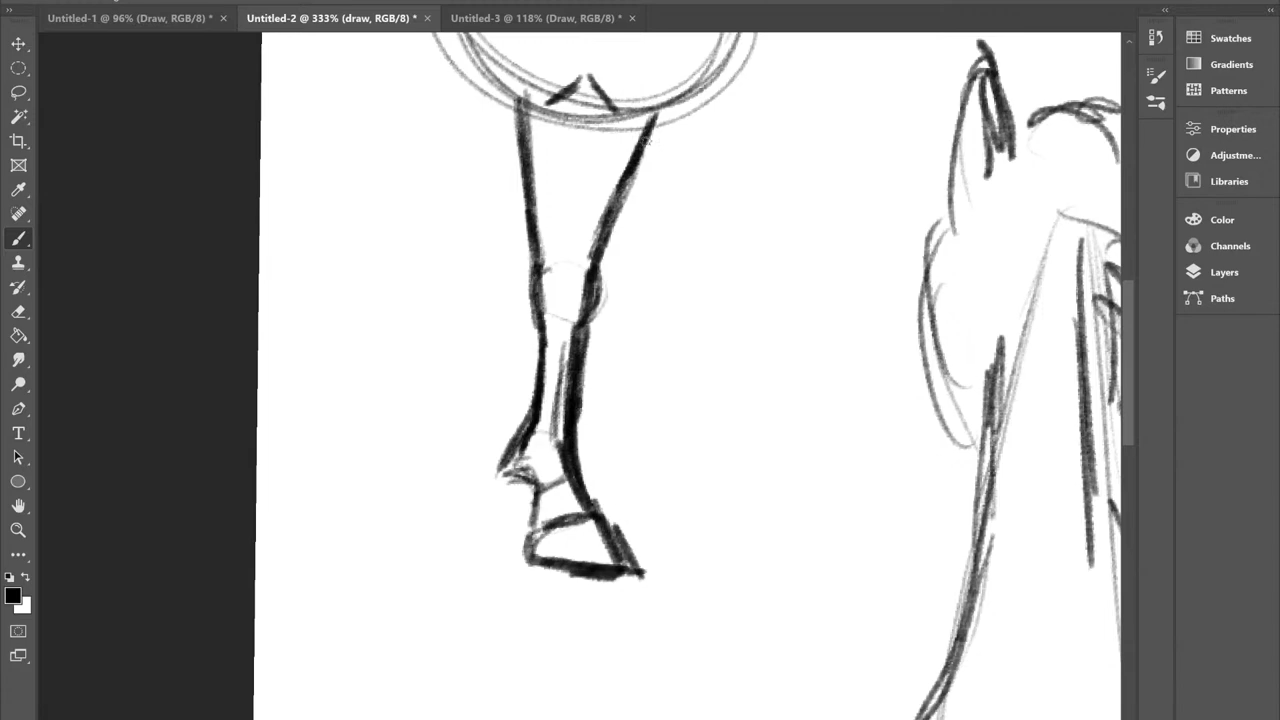 Untitled-1 @ 96% (Draw, RGB/8) *
Untitled-2 @ 333% (draw, RGB/8) *
Untitled-3 @ 118% (Draw, RGB/8) *
Swatches
Gradients
Patterns
Properties
Adjustme...
Libraries
Color
Channels
Layers
Paths